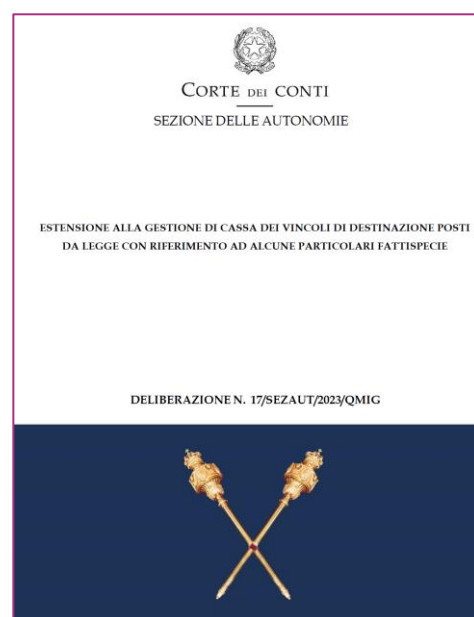 CORTE DEI CONTI
SEZIONE DELLE AUTONOMIE
ESTENSIONE ALLA GESTIONE DI CASSA DEI VINCOLI DI DESTINAZIONE POSTI
DA LEGGE CON RIFERIMENTO AD ALCUNE PARTICOLARI FATTISPECIE
DELIBERAZIONE N. 17/SEZAUT/2023/QMIG